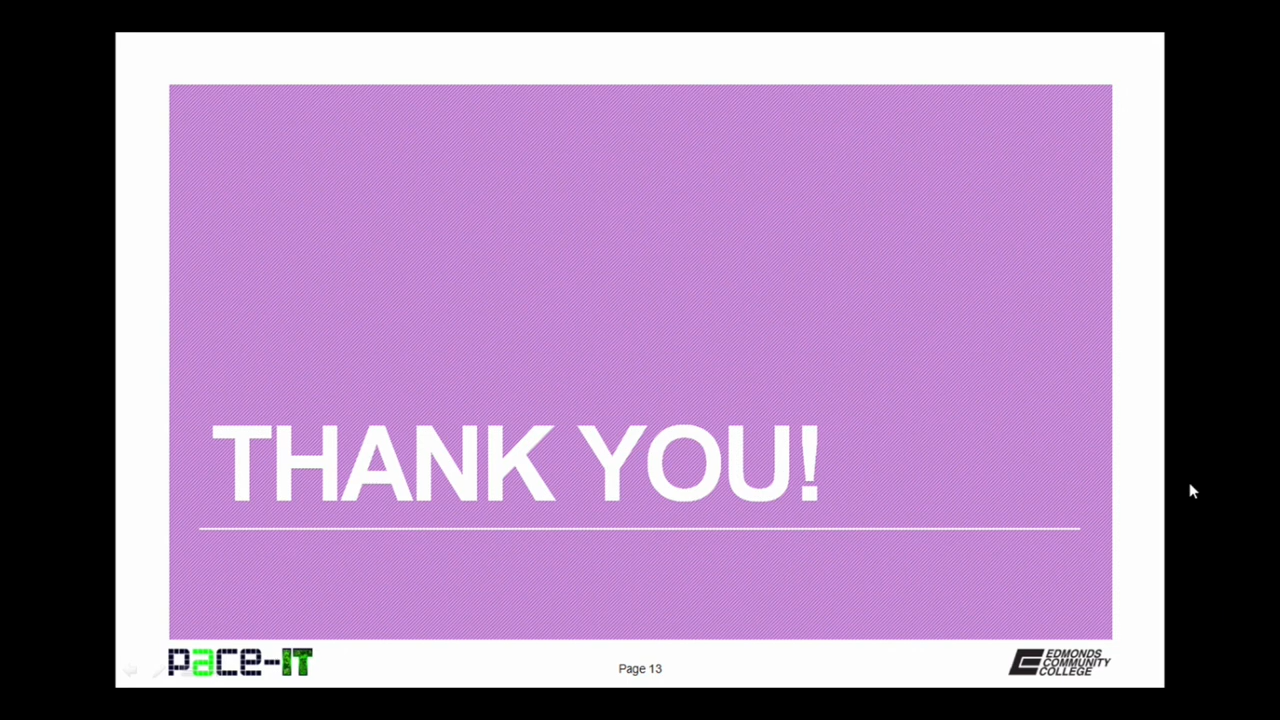 THANK YOU!
pace-IT
Page 13
EDMONDS
COMMUNITY
COLLEGE